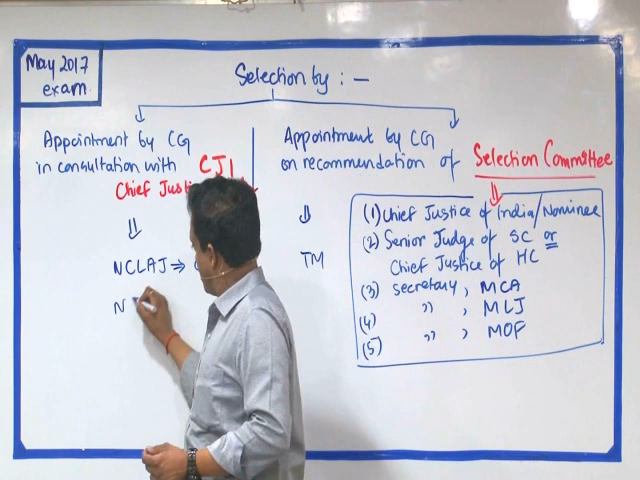 May 2017
exam.
Selection by : –
Appointment by CG
in consultation with CJI
Chief Justi
⇓
NCLAJ ⇒
N
Appointment by CG
on recommendation of Selection Committee
⇓
TM
(1) Chief Justice of India/Nominee
(2) Senior Judge of SC or
Chief Justice of HC
(3) Secretary, MCA
(4) ,, , MLJ
(5) ,, , MOF